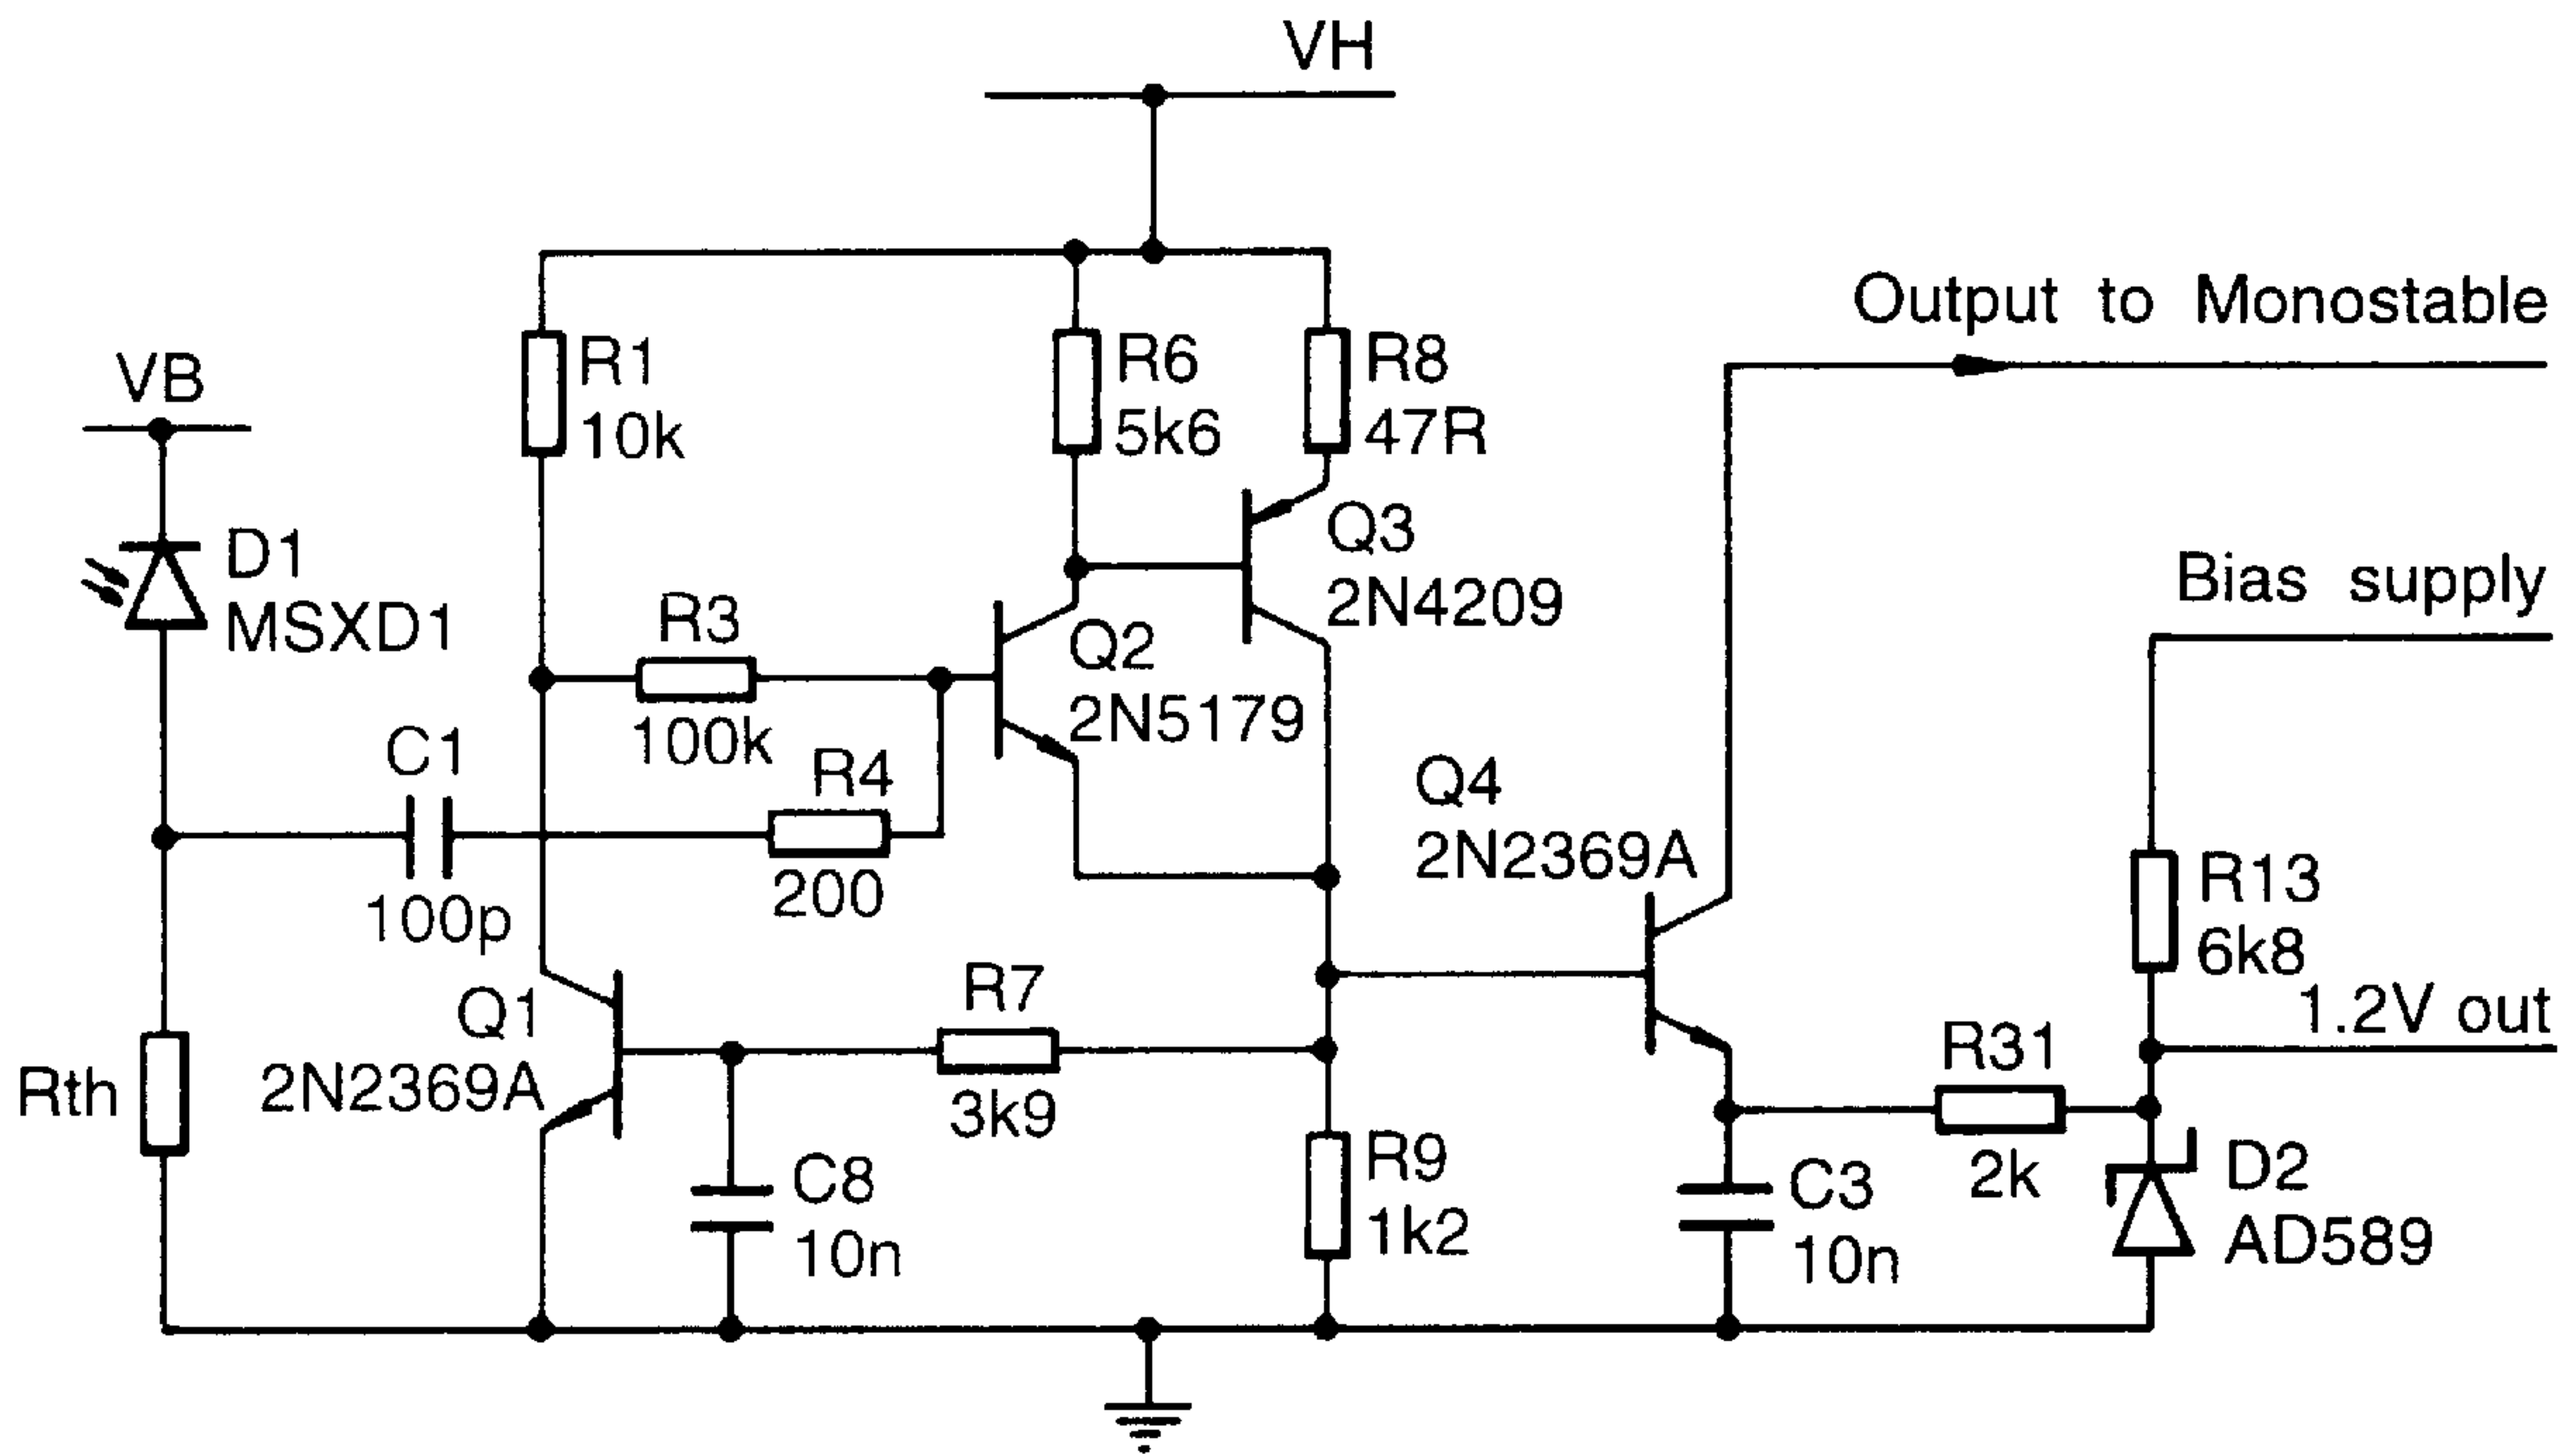 VH
Output to Monostable
R1
10k
R6
5k6
R8
47R
VB
D1
MSXD1
Q3
2N4209
Bias supply
R3
100k
Q2
2N5179
C1
100p
R4
200
Q4
2N2369A
R13
6k8
1.2V out
Q1
2N2369A
R7
3k9
R31
2k
Rth
C8
10n
R9
1k2
C3
10n
D2
AD589